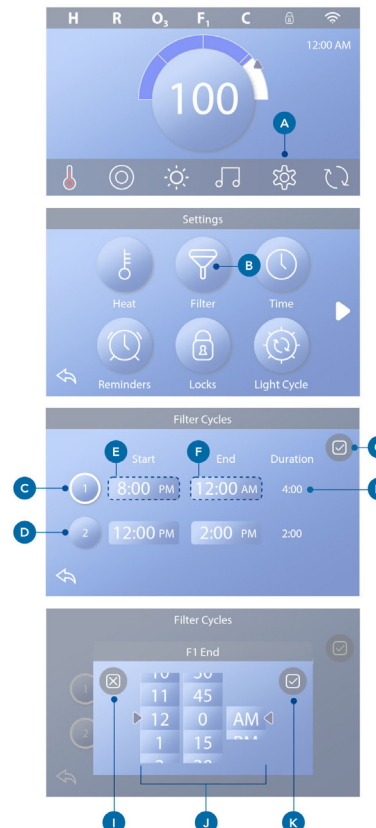 H R O₃ F₁ C
12:00 AM
100
A
Settings
B
Heat Filter Time
Reminders Locks Light Cycle
Filter Cycles
E F
Start End Duration
C 1 8:00 PM 12:00 AM 4:00
D 2 12:00 PM 2:00 PM 2:00
Filter Cycles
F1 End
11 45
12 0 AM
1 15
1
2
I J K